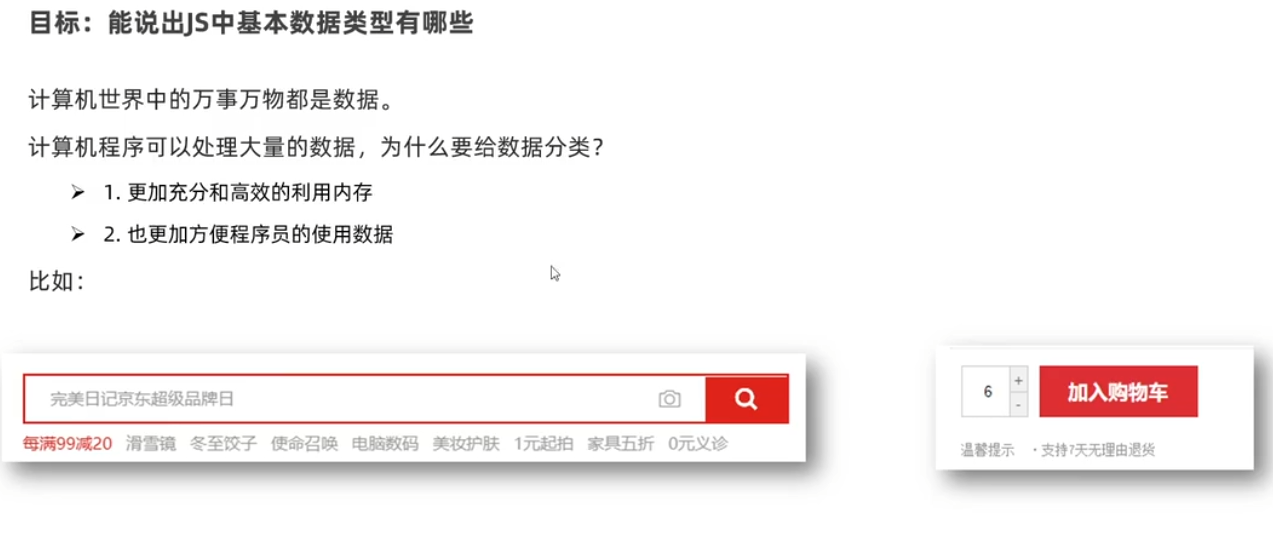 目标：能说出JS中基本数据类型有哪些
计算机世界中的万事万物都是数据。
计算机程序可以处理大量的数据，为什么要给数据分类？
➢ 1. 更加充分和高效的利用内存
➢ 2. 也更加方便程序员的使用数据
比如：
完美日记京东超级品牌日
每满99减20 滑雪镜 冬至饺子 使命召唤 电脑数码 美妆护肤 1元起拍 家具五折 0元义诊
6 + - 加入购物车
温馨提示 ·支持7天无理由退货